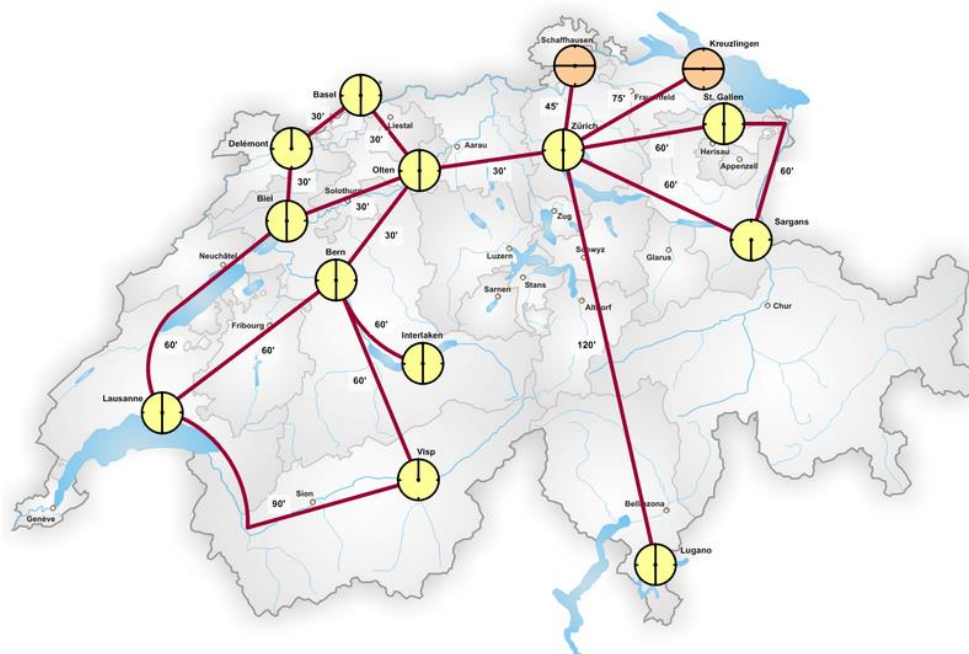 Schaffhausen
Kreuzlingen
Basel
30'
45'
75'
Frauenfeld
St. Gallen
Liestal
Zürich
Delémont
30'
Aarau
60'
Herisau
Appenzell
Olten
30'
30'
60'
60'
Solothurn
30'
Biel
Zug
Sargans
30'
Neuchâtel
Bern
Luzern
Schwyz
Glarus
Stans
Sarnen
Altdorf
Chur
Fribourg
60'
Interlaken
60'
60'
120'
60'
Lausanne
Visp
Sion
90'
Bellinzona
Genève
Lugano